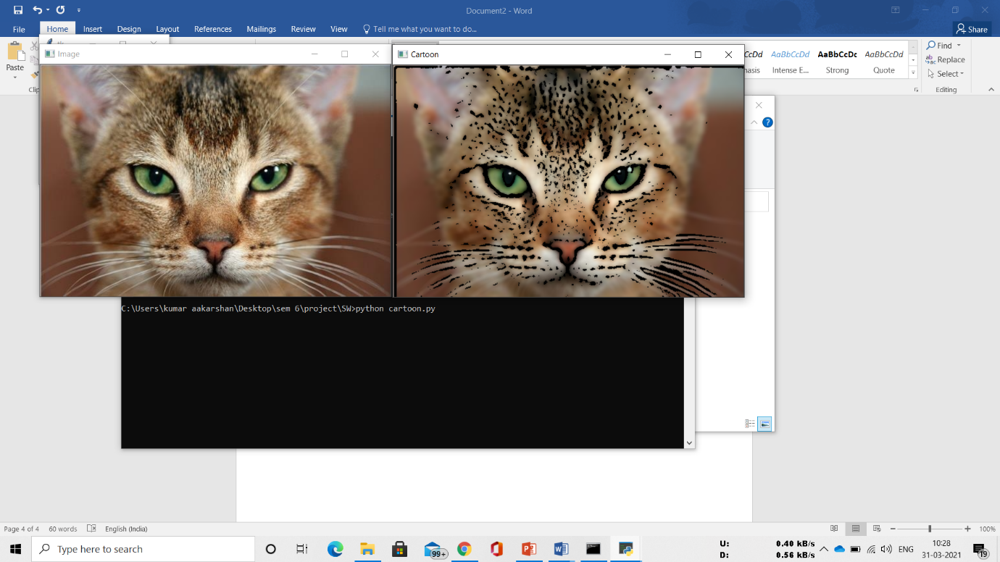 Document2 - Word
File Home Insert Design Layout References Mailings Review View Tell me what you want to do... Share
Paste
Find
Replace
Select
Editing
AaBbCcDd AaBbCcDc AaBbCcDd
Intense E... Strong Quote
Image
Cartoon
C:\Users\kumar aakarshan\Desktop\sem 6\project\SW>python cartoon.py
Page 4 of 4 60 words English (India) 100%
Type here to search
99+
U: 0.40 kB/s
D: 0.56 kB/s
ENG
10:28
31-03-2021
19